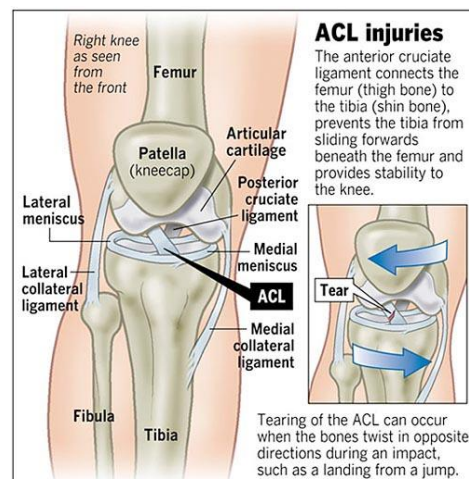 Right knee
as seen
from
the front
Femur
Patella
(kneecap)
Articular
cartilage
Posterior
cruciate
ligament
Lateral
meniscus
Medial
meniscus
Lateral
collateral
ligament
ACL
Medial
collateral
ligament
Fibula
Tibia
ACL injuries
The anterior cruciate
ligament connects the
femur (thigh bone) to
the tibia (shin bone),
prevents the tibia from
sliding forwards
beneath the femur and
provides stability to
the knee.
Tear
Tearing of the ACL can occur
when the bones twist in opposite
directions during an impact,
such as a landing from a jump.